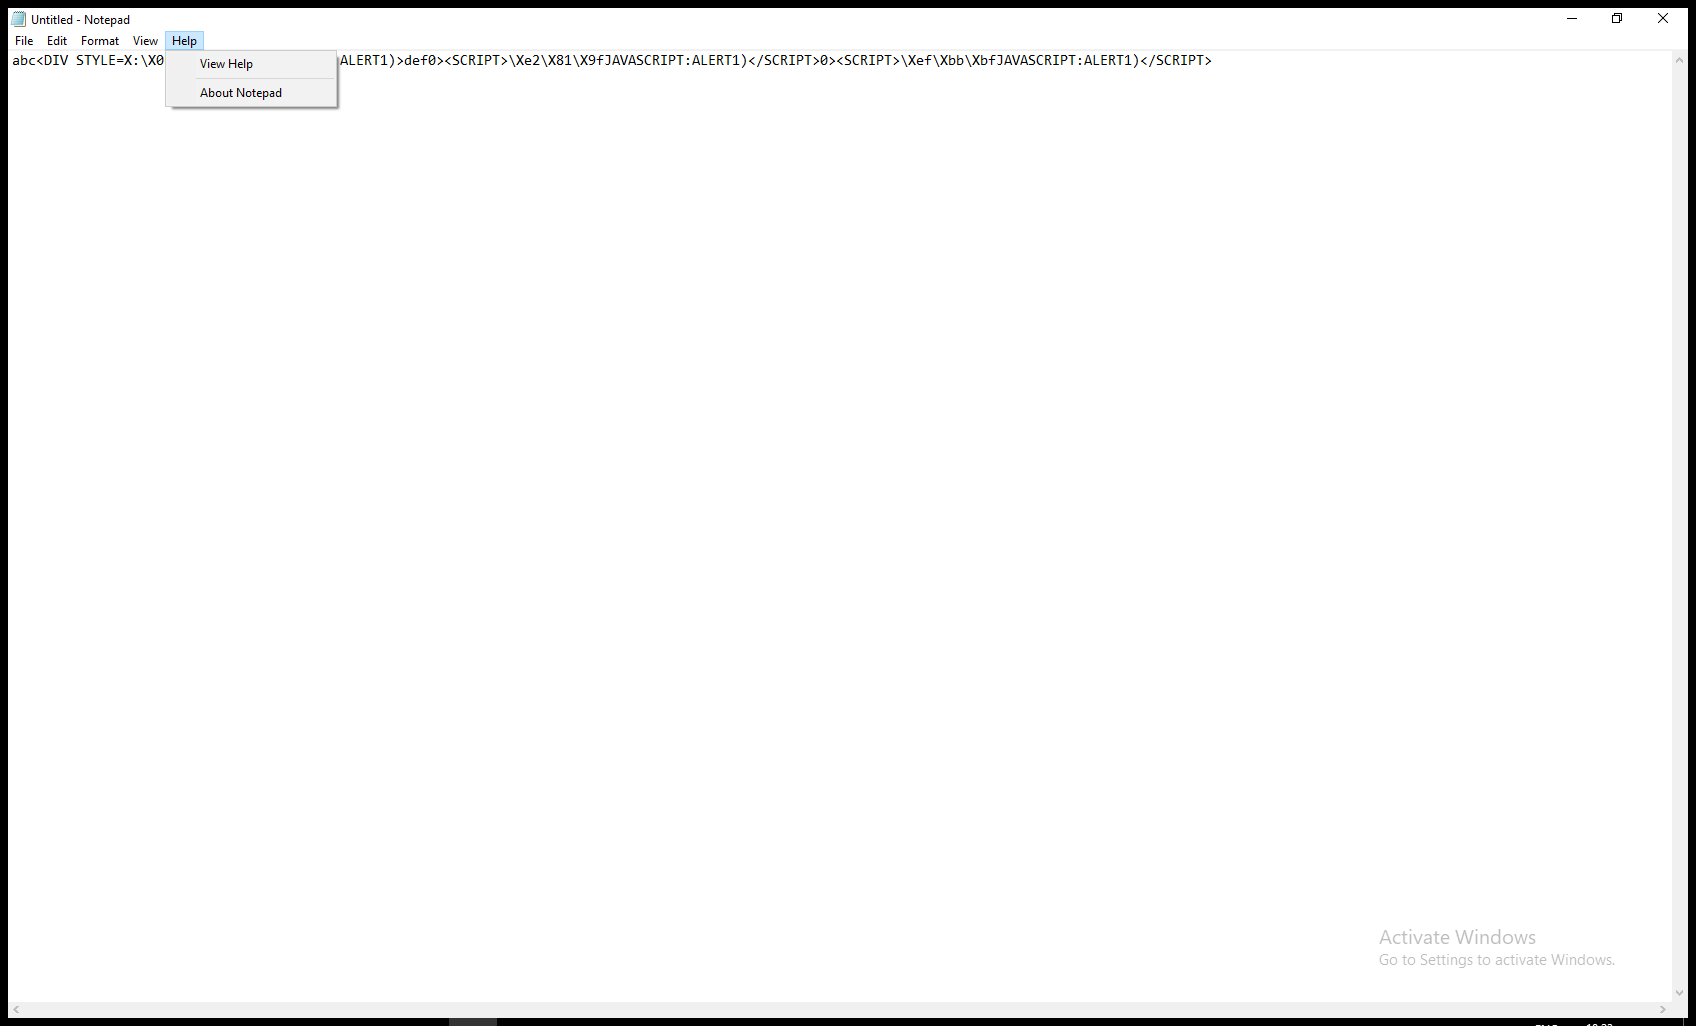 Untitled - Notepad
File Edit Format View Help
abc<DIV STYLE=X:\X0 ALERT1)>def0><SCRIPT>\Xe2\X81\X9fJAVASCRIPT:ALERT1)</SCRIPT>0><SCRIPT>\Xef\Xbb\XbfJAVASCRIPT:ALERT1)</SCRIPT>
View Help
About Notepad
Activate Windows
Go to Settings to activate Windows.